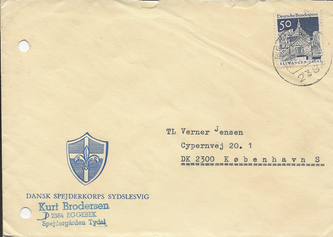 Deutsche Bundespost
50
238
TL Verner Jensen
Cypernvej 20. 1
DK 2300 København S
DANSK SPEJDERKORPS SYDSLESVIG
Kurt Brodersen
D 2384 EGGEBEK
Spejdergården Tydal